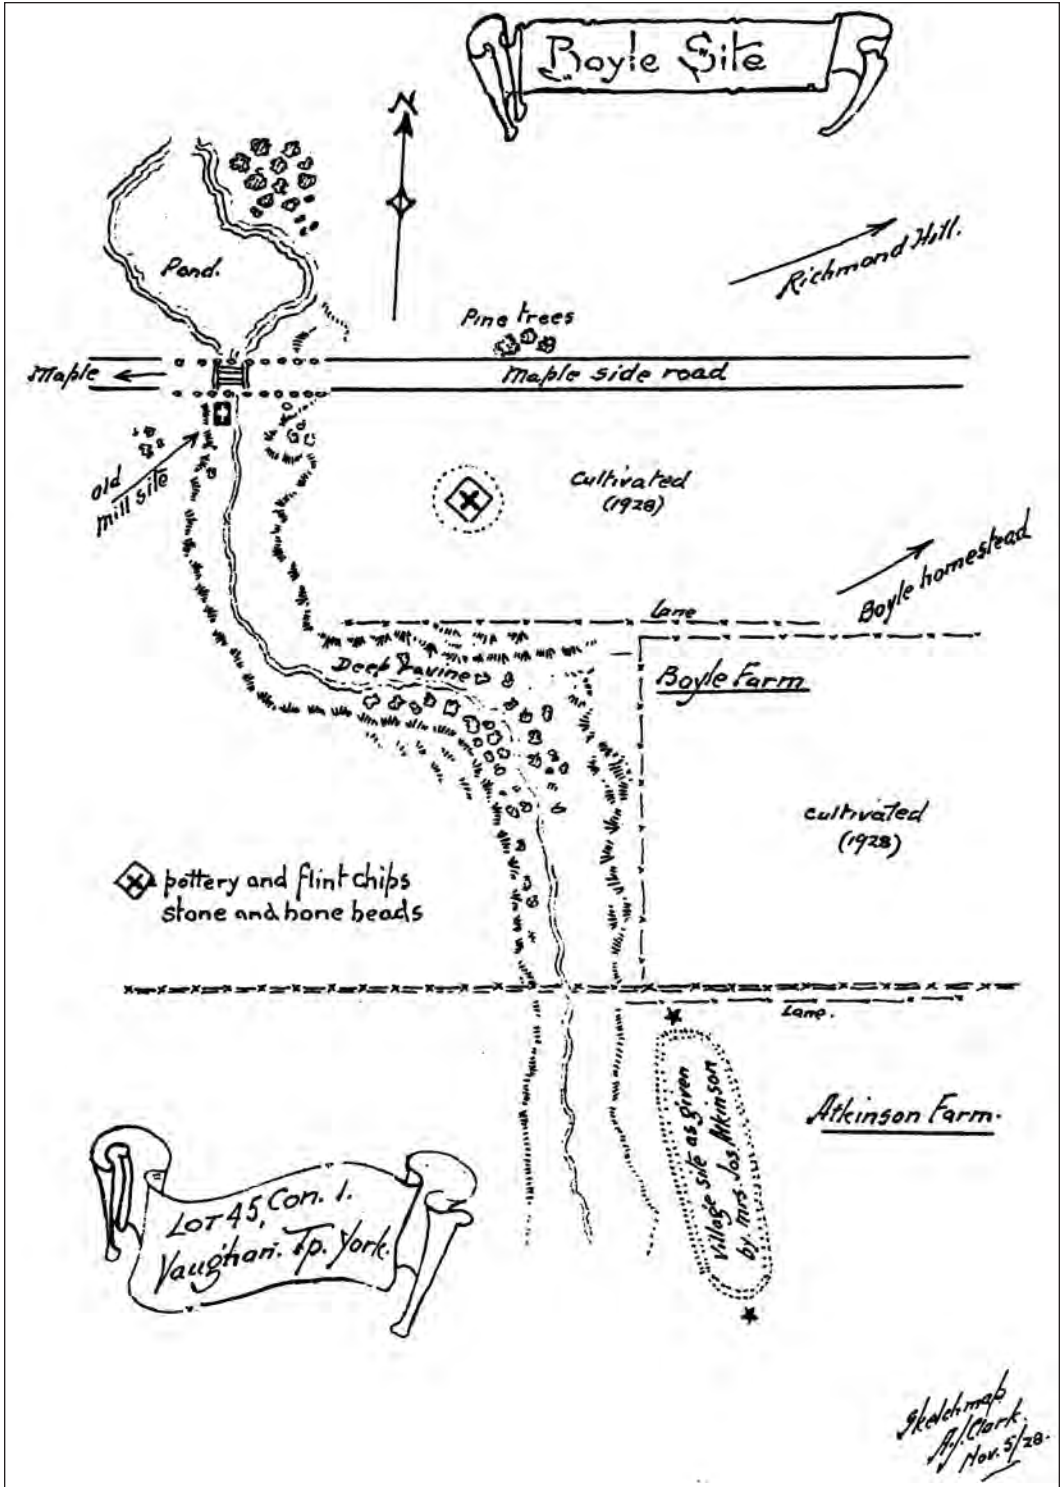 Boyle Site
N
Richmond Hill.
Pond.
Pine trees
Maple
Maple side road
old
mill site
cultivated
(1928)
Boyle homestead
Lane
Deep ravine
Boyle Farm
cultivated
(1928)
pottery and flint chips
stone and bone beads
Lane.
Village site as given
by Mrs. Jos. Atkinson
Atkinson Farm.
Lot 45, Con. 1.
Vaughan. Tp. York.
Sketch map
A.J. Clark.
Nov. 5/28.